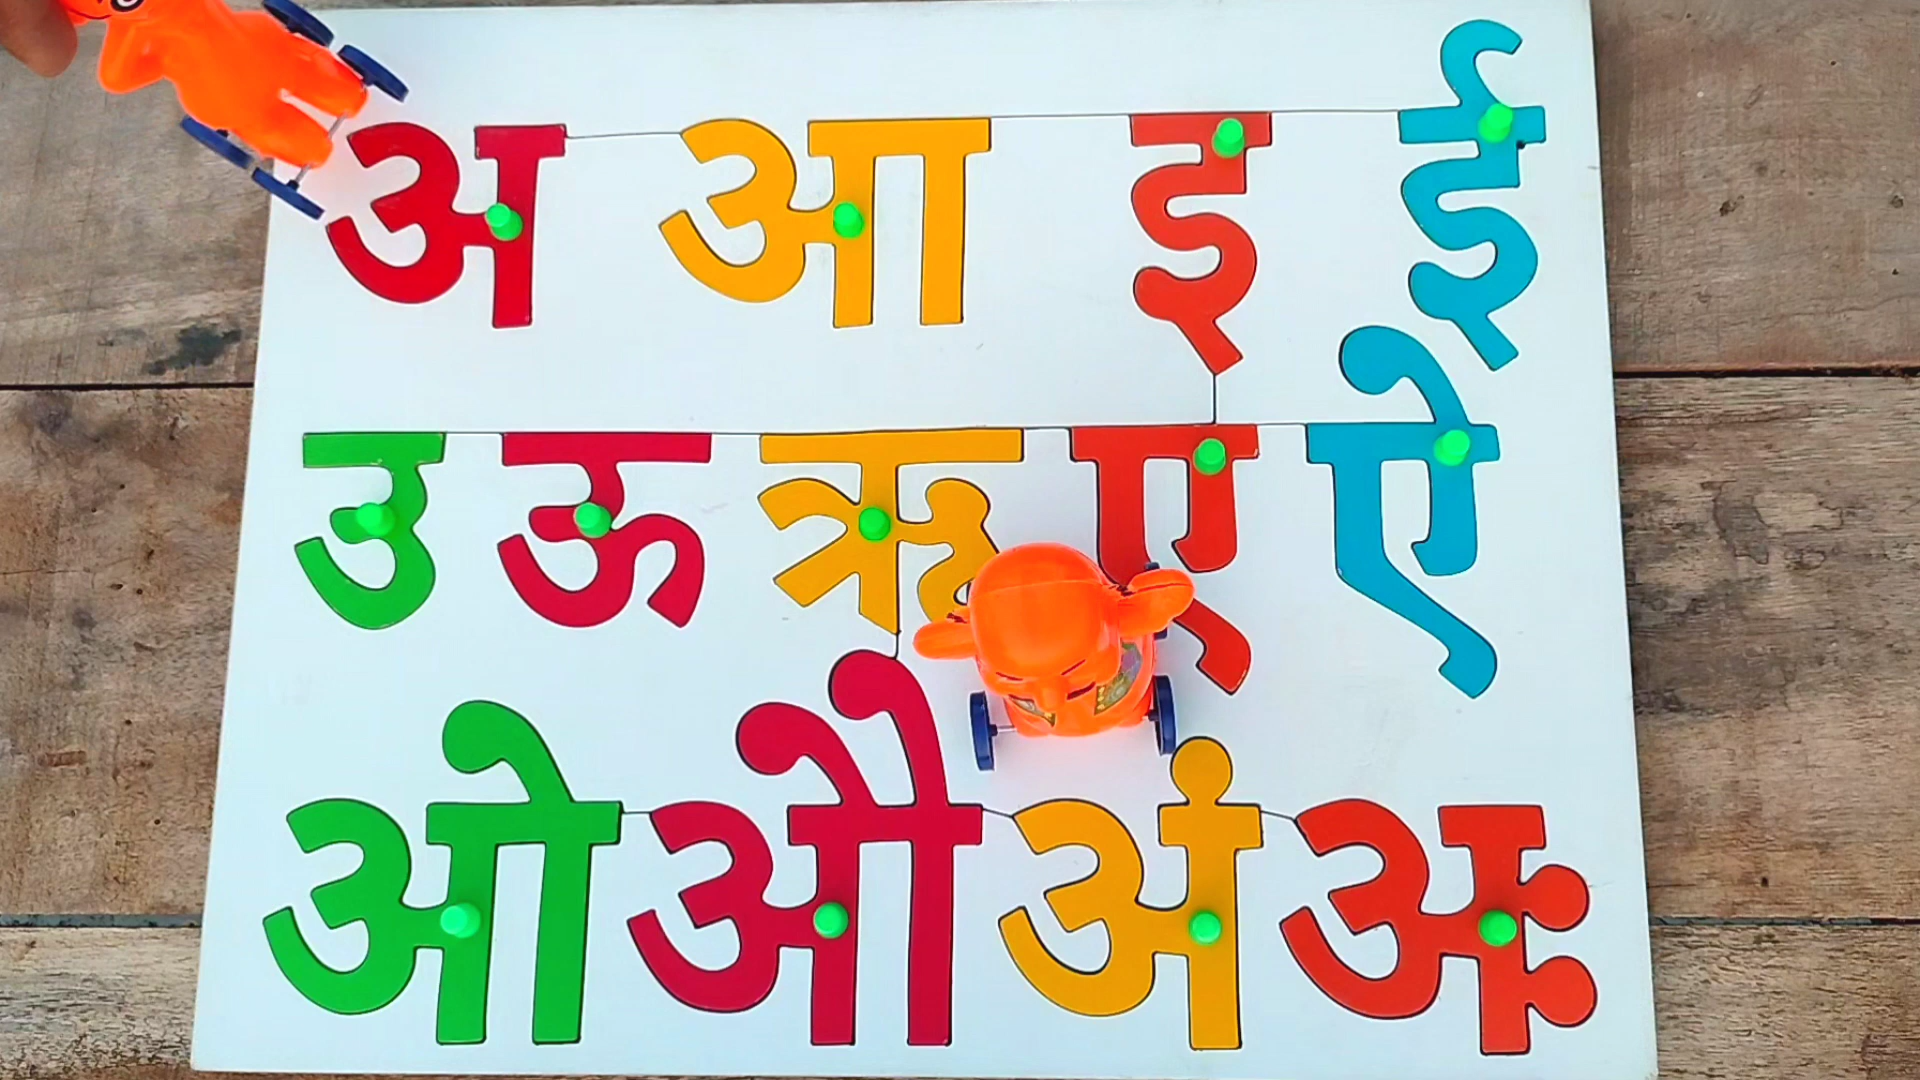 अ आ इ ई
उ ऊ ऋ ए ऐ
ओ औ अं अः